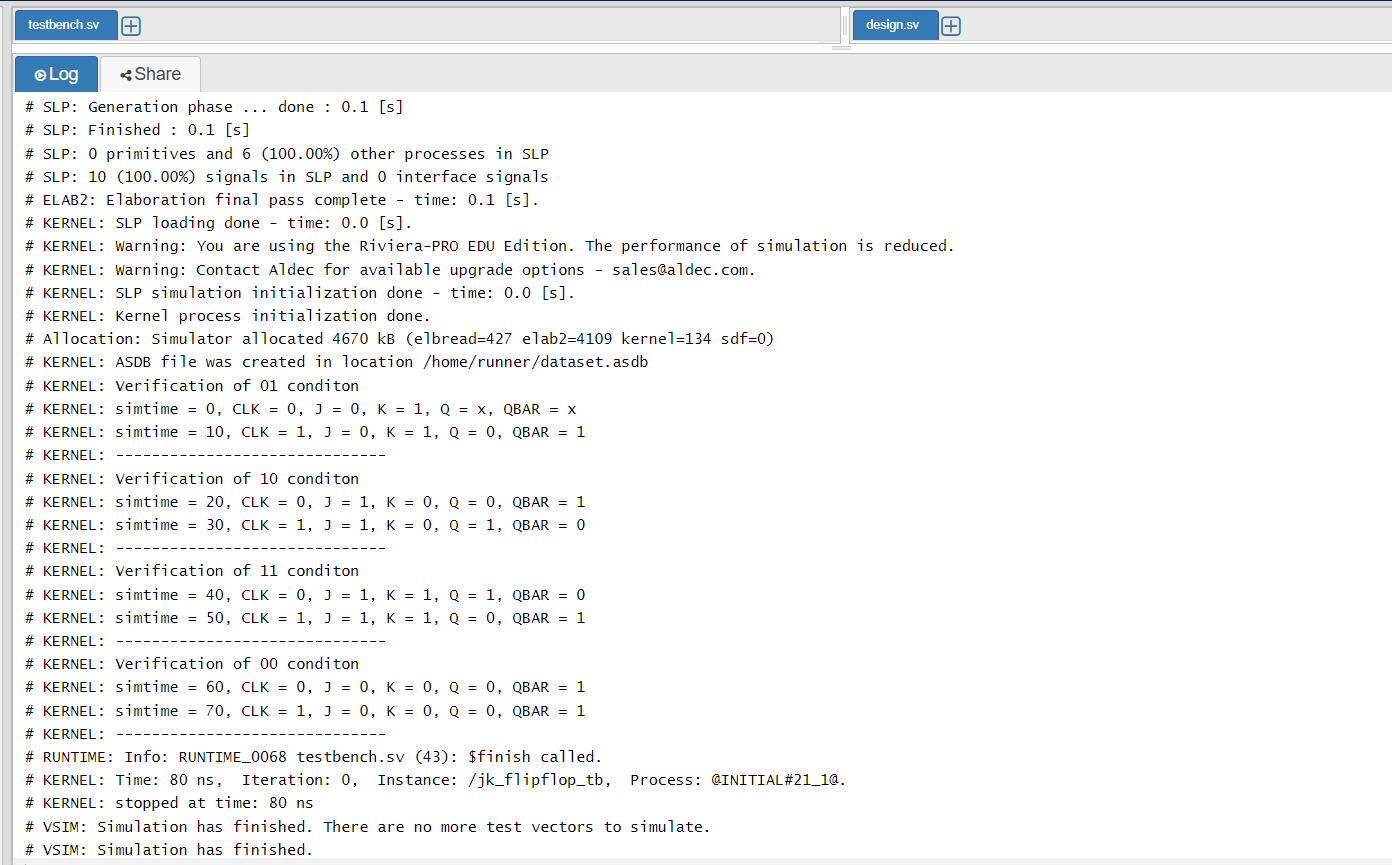 testbench.sv
design.sv
Log
Share
# SLP: Generation phase ... done : 0.1 [s]
# SLP: Finished : 0.1 [s]
# SLP: 0 primitives and 6 (100.00%) other processes in SLP
# SLP: 10 (100.00%) signals in SLP and 0 interface signals
# ELAB2: Elaboration final pass complete - time: 0.1 [s].
# KERNEL: SLP loading done - time: 0.0 [s].
# KERNEL: Warning: You are using the Riviera-PRO EDU Edition. The performance of simulation is reduced.
# KERNEL: Warning: Contact Aldec for available upgrade options - sales@aldec.com.
# KERNEL: SLP simulation initialization done - time: 0.0 [s].
# KERNEL: Kernel process initialization done.
# Allocation: Simulator allocated 4670 kB (elbread=427 elab2=4109 kernel=134 sdf=0)
# KERNEL: ASDB file was created in location /home/runner/dataset.asdb
# KERNEL: Verification of 01 conditon
# KERNEL: simtime = 0, CLK = 0, J = 0, K = 1, Q = x, QBAR = x
# KERNEL: simtime = 10, CLK = 1, J = 0, K = 1, Q = 0, QBAR = 1
# KERNEL: ------------------------------
# KERNEL: Verification of 10 conditon
# KERNEL: simtime = 20, CLK = 0, J = 1, K = 0, Q = 0, QBAR = 1
# KERNEL: simtime = 30, CLK = 1, J = 1, K = 0, Q = 1, QBAR = 0
# KERNEL: ------------------------------
# KERNEL: Verification of 11 conditon
# KERNEL: simtime = 40, CLK = 0, J = 1, K = 1, Q = 1, QBAR = 0
# KERNEL: simtime = 50, CLK = 1, J = 1, K = 1, Q = 0, QBAR = 1
# KERNEL: ------------------------------
# KERNEL: Verification of 00 conditon
# KERNEL: simtime = 60, CLK = 0, J = 0, K = 0, Q = 0, QBAR = 1
# KERNEL: simtime = 70, CLK = 1, J = 0, K = 0, Q = 0, QBAR = 1
# KERNEL: ------------------------------
# RUNTIME: Info: RUNTIME_0068 testbench.sv (43): $finish called.
# KERNEL: Time: 80 ns,  Iteration: 0,  Instance: /jk_flipflop_tb,  Process: @INITIAL#21_1@.
# KERNEL: stopped at time: 80 ns
# VSIM: Simulation has finished. There are no more test vectors to simulate.
# VSIM: Simulation has finished.